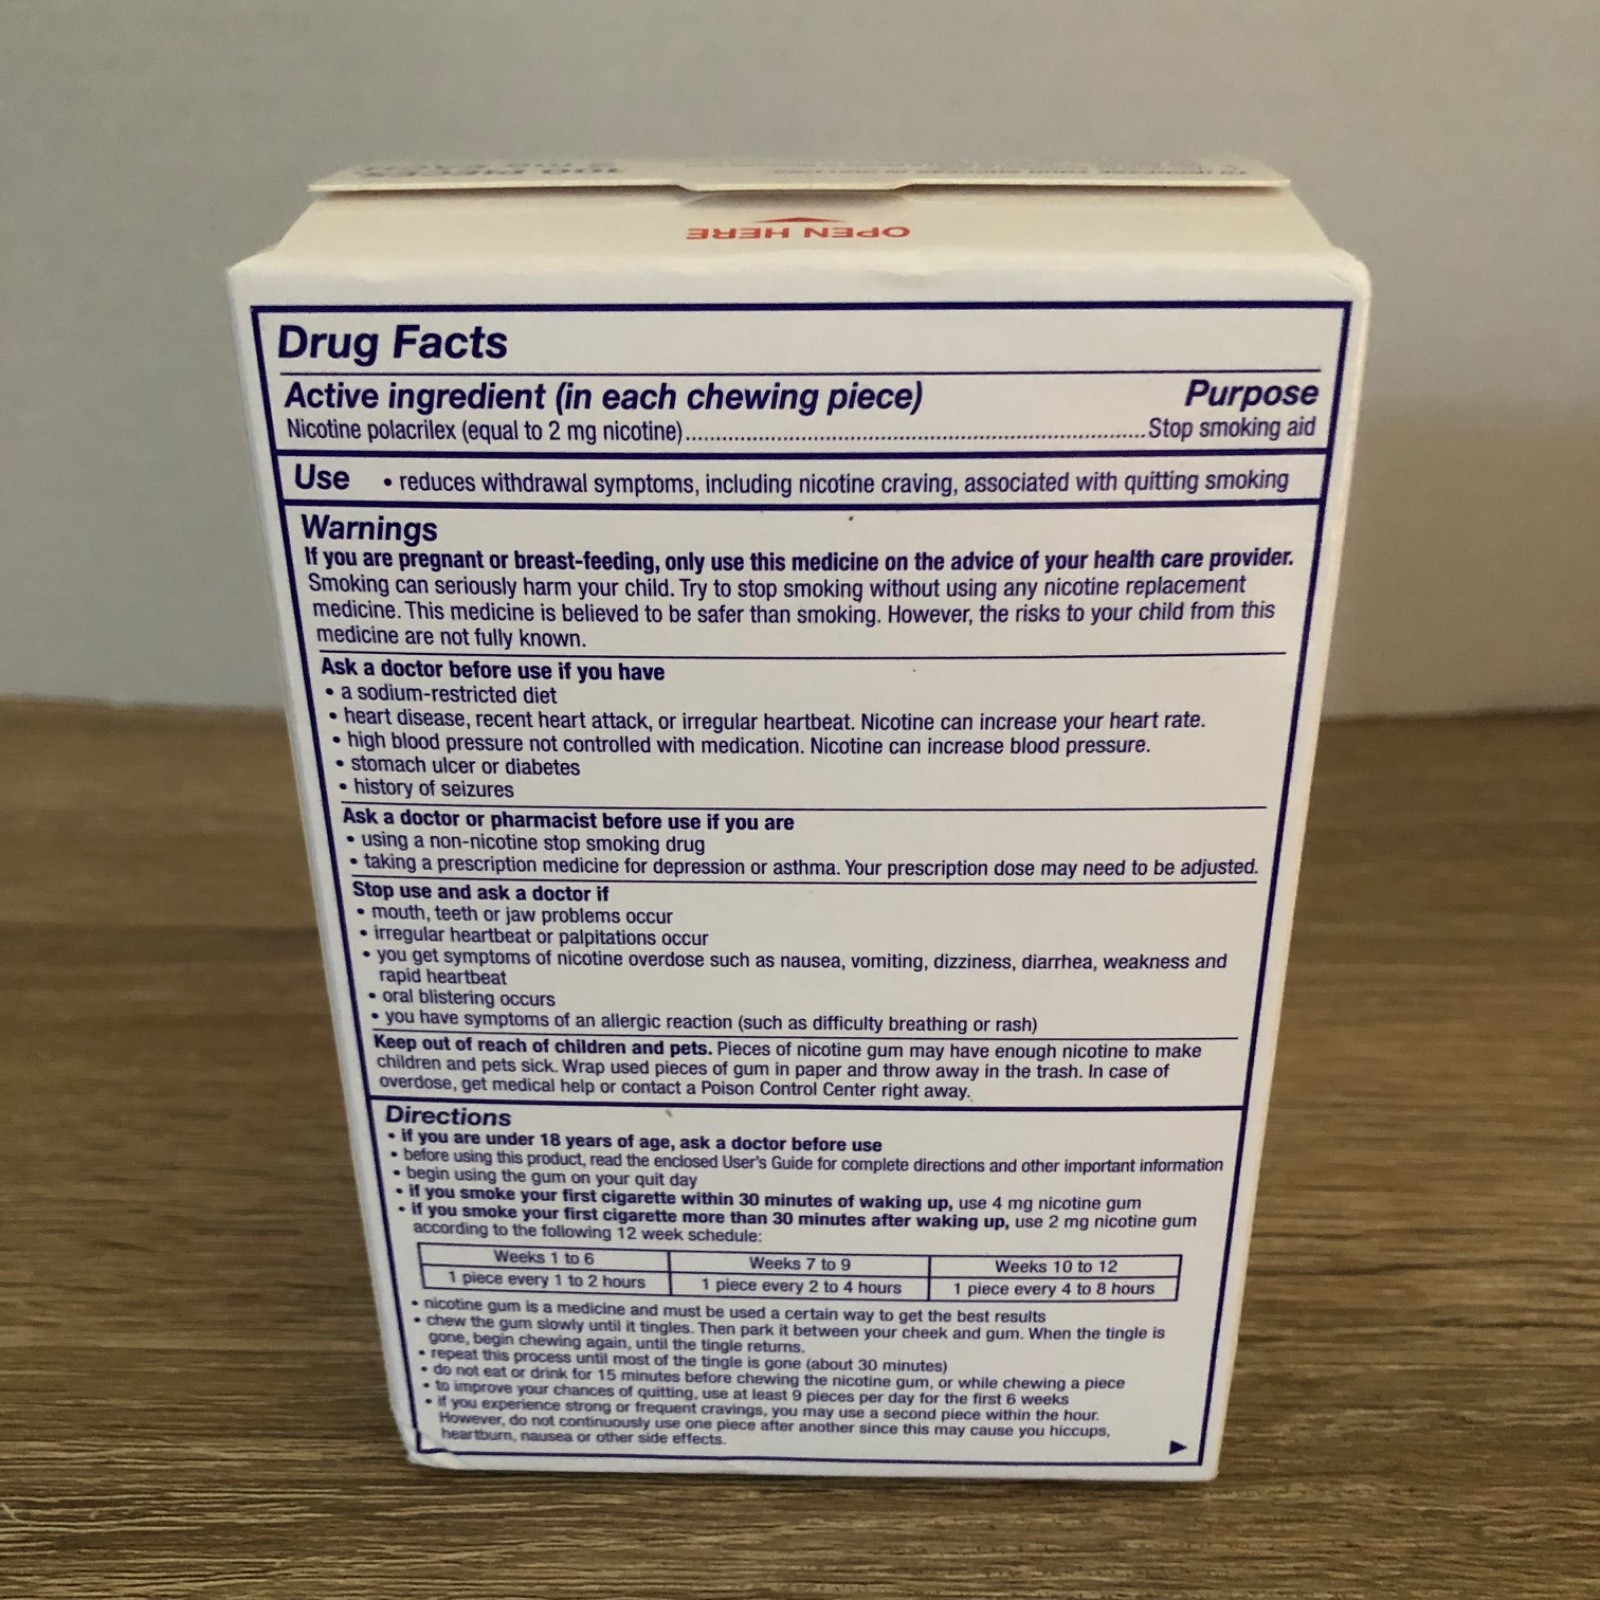 100 PIECES
OPEN HERE
Drug Facts
Active ingredient (in each chewing piece) Purpose
Nicotine polacrilex (equal to 2 mg nicotine)..........Stop smoking aid
Use • reduces withdrawal symptoms, including nicotine craving, associated with quitting smoking
Warnings
If you are pregnant or breast-feeding, only use this medicine on the advice of your health care provider.
Smoking can seriously harm your child. Try to stop smoking without using any nicotine replacement
medicine. This medicine is believed to be safer than smoking. However, the risks to your child from this
medicine are not fully known.
Ask a doctor before use if you have
• a sodium-restricted diet
• heart disease, recent heart attack, or irregular heartbeat. Nicotine can increase your heart rate.
• high blood pressure not controlled with medication. Nicotine can increase blood pressure.
• stomach ulcer or diabetes
• history of seizures
Ask a doctor or pharmacist before use if you are
• using a non-nicotine stop smoking drug
• taking a prescription medicine for depression or asthma. Your prescription dose may need to be adjusted.
Stop use and ask a doctor if
• mouth, teeth or jaw problems occur
• irregular heartbeat or palpitations occur
• you get symptoms of nicotine overdose such as nausea, vomiting, dizziness, diarrhea, weakness and
rapid heartbeat
• oral blistering occurs
• you have symptoms of an allergic reaction (such as difficulty breathing or rash)
Keep out of reach of children and pets. Pieces of nicotine gum may have enough nicotine to make
children and pets sick. Wrap used pieces of gum in paper and throw away in the trash. In case of
overdose, get medical help or contact a Poison Control Center right away.
Directions
• if you are under 18 years of age, ask a doctor before use
• before using this product, read the enclosed User's Guide for complete directions and other important information
• begin using the gum on your quit day
• if you smoke your first cigarette within 30 minutes of waking up, use 4 mg nicotine gum
• if you smoke your first cigarette more than 30 minutes after waking up, use 2 mg nicotine gum
according to the following 12 week schedule:
Weeks 1 to 6 Weeks 7 to 9 Weeks 10 to 12
1 piece every 1 to 2 hours 1 piece every 2 to 4 hours 1 piece every 4 to 8 hours
• nicotine gum is a medicine and must be used a certain way to get the best results
• chew the gum slowly until it tingles. Then park it between your cheek and gum. When the tingle is
gone, begin chewing again, until the tingle returns.
• repeat this process until most of the tingle is gone (about 30 minutes)
• do not eat or drink for 15 minutes before chewing the nicotine gum, or while chewing a piece
• to improve your chances of quitting, use at least 9 pieces per day for the first 6 weeks
• if you experience strong or frequent cravings, you may use a second piece within the hour.
However, do not continuously use one piece after another since this may cause you hiccups,
heartburn, nausea or other side effects.